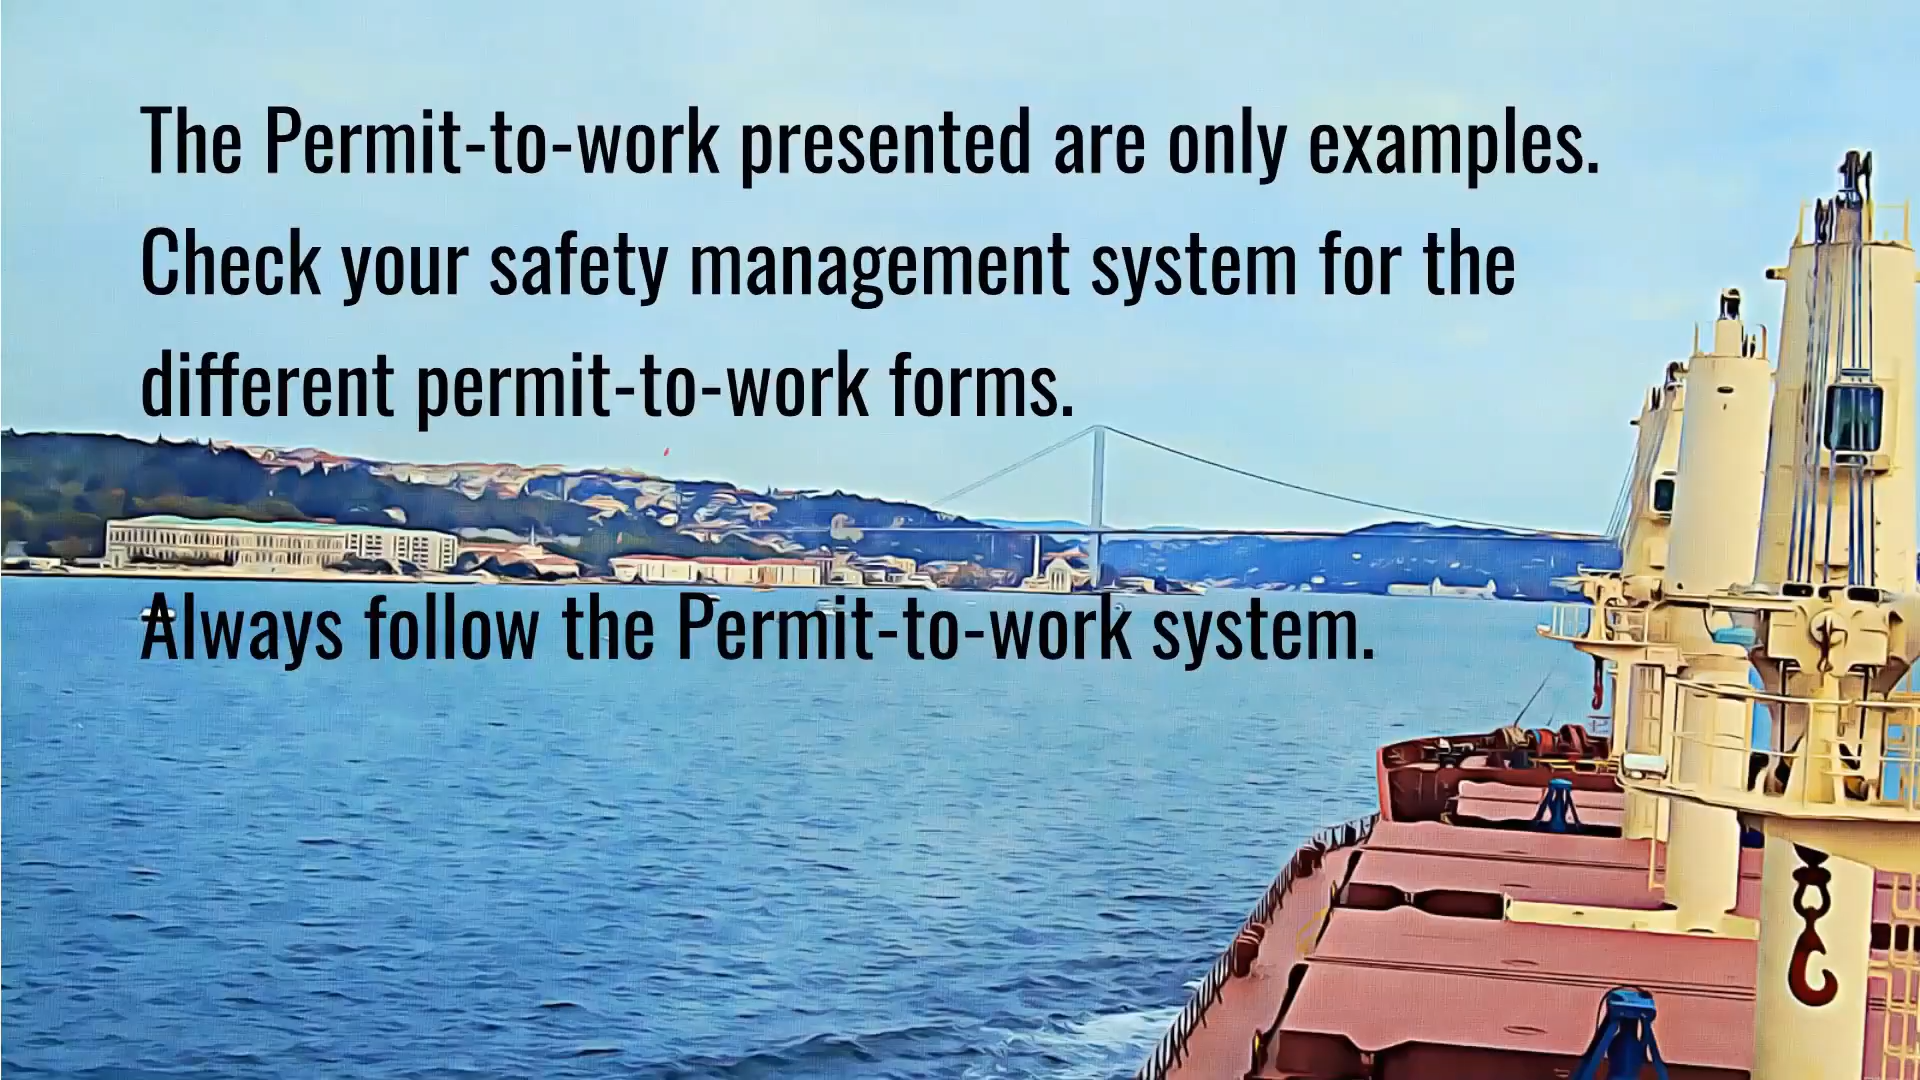 The Permit-to-work presented are only examples.
Check your safety management system for the
different permit-to-work forms.
Always follow the Permit-to-work system.